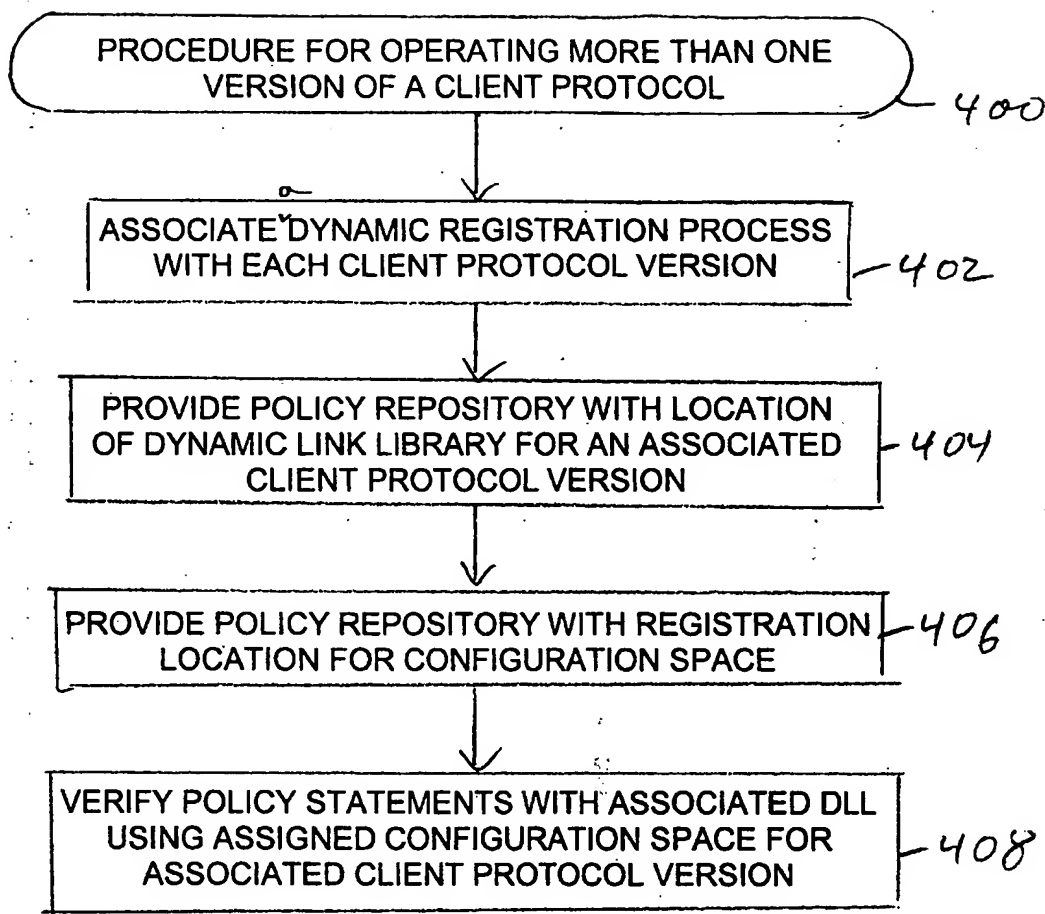 PROCEDURE FOR OPERATING MORE THAN ONE
VERSION OF A CLIENT PROTOCOL
400
a
ASSOCIATE DYNAMIC REGISTRATION PROCESS
WITH EACH CLIENT PROTOCOL VERSION
402
PROVIDE POLICY REPOSITORY WITH LOCATION
OF DYNAMIC LINK LIBRARY FOR AN ASSOCIATED
CLIENT PROTOCOL VERSION
404
PROVIDE POLICY REPOSITORY WITH REGISTRATION
LOCATION FOR CONFIGURATION SPACE
406
VERIFY POLICY STATEMENTS WITH ASSOCIATED DLL
USING ASSIGNED CONFIGURATION SPACE FOR
ASSOCIATED CLIENT PROTOCOL VERSION
408